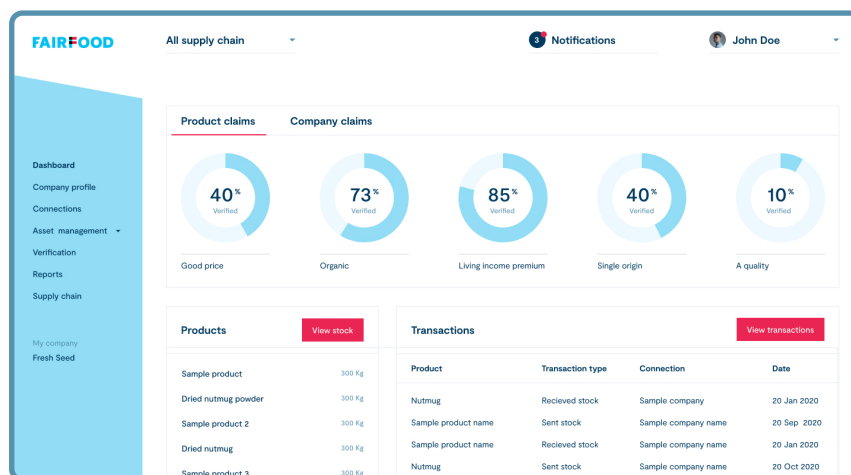 FAIRFOOD
All supply chain
3 Notifications
John Doe
Dashboard
Company profile
Connections
Asset management
Verification
Reports
Supply chain
My company
Fresh Seed
Product claims Company claims
40% Verified
Good price
73% Verified
Organic
85% Verified
Living income premium
40% Verified
Single origin
10% Verified
A quality
Products
View stock
Sample product 300 Kg
Dried nutmug powder 300 Kg
Sample product 2 300 Kg
Dried nutmug 300 Kg
Sample product 3 300 Kg
Transactions
View transactions
Product Transaction type Connection Date
Nutmug Recieved stock Sample company 20 Jan 2020
Sample product name Sent stock Sample company name 20 Sep 2020
Sample product name Recieved stock Sample company name 20 Jan 2020
Nutmug Sent stock Sample company name 20 Oct 2020